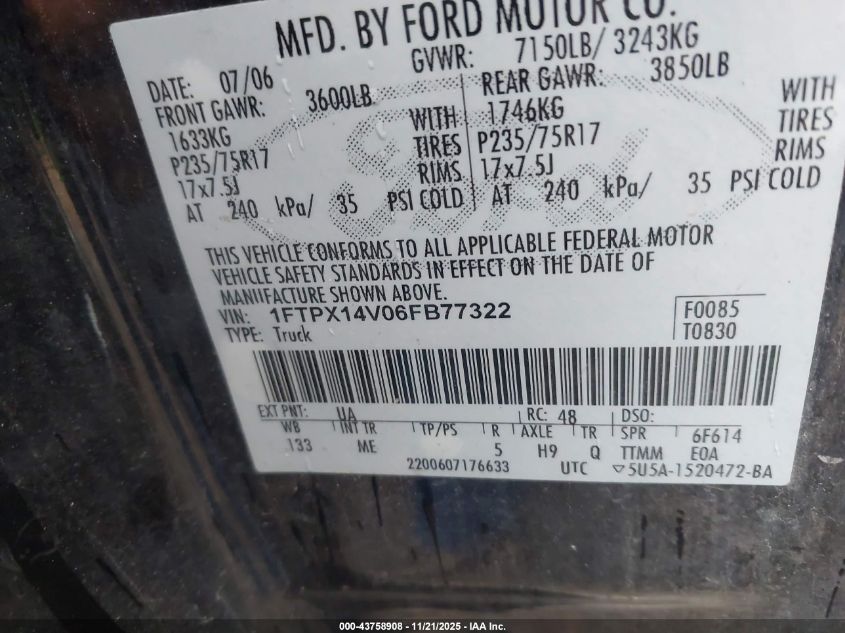 MFD. BY FORD MOTOR CO.
DATE: 07/06 GVWR: 7150LB/ 3243KG
FRONT GAWR: 3600LB REAR GAWR: 3850LB
1633KG WITH 1746KG WITH
P235/75R17 TIRES P235/75R17 TIRES
17x7.5J RIMS 17x7.5J RIMS
AT 240 kPa/ 35 PSI COLD AT 240 kPa/ 35 PSI COLD
THIS VEHICLE CONFORMS TO ALL APPLICABLE FEDERAL MOTOR
VEHICLE SAFETY STANDARDS IN EFFECT ON THE DATE OF
MANUFACTURE SHOWN ABOVE.
VIN: 1FTPX14V06FB77322 F0085
TYPE: Truck T0830
EXT PNT: UA RC: 48 DSO:
WB INT TR TP/PS R AXLE TR SPR 6F614
133 ME 5 H9 Q TTMM E0A
2200607176633 UTC ▽5U5A-1520472-BA
000-43758908 - 11/21/2025 - IAA Inc.